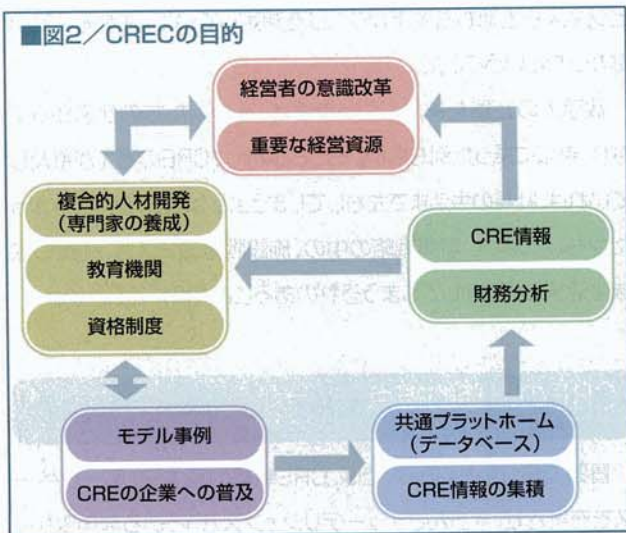 ■図2/CRECの目的
経営者の意識改革
重要な経営資源
複合的人材開発
(専門家の養成)
教育機関
資格制度
CRE情報
財務分析
モデル事例
CREの企業への普及
共通プラットホーム
(データベース)
CRE情報の集積